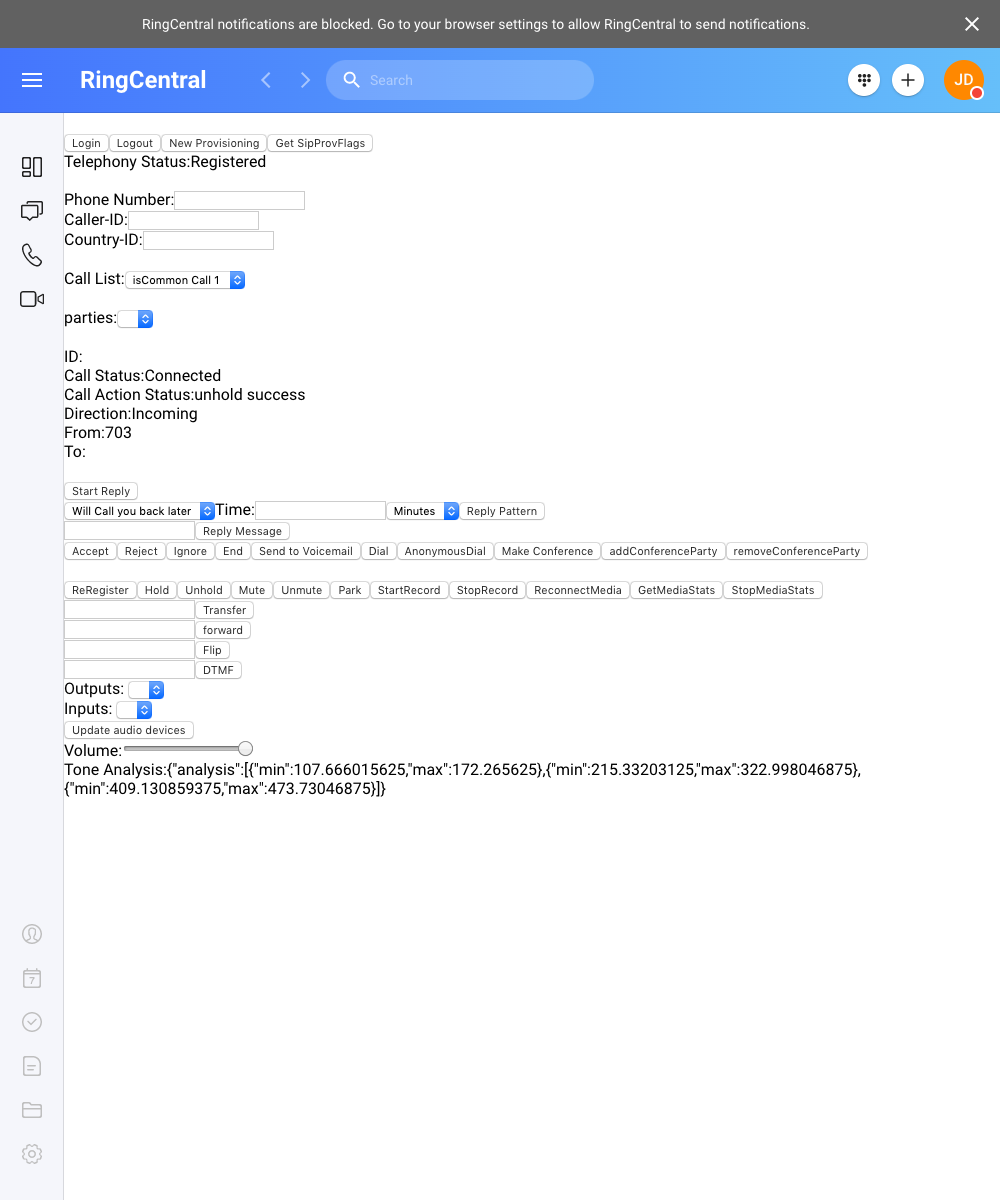 RingCentral notifications are blocked. Go to your browser settings to allow RingCentral to send notifications.
RingCentral Search JD
Login Logout New Provisioning Get SipProvFlags
Telephony Status:Registered
Phone Number:
Caller-ID:
Country-ID:
Call List: isCommon Call 1
parties:
ID:
Call Status:Connected
Call Action Status:unhold success
Direction:Incoming
From:703
To:
Start Reply
Will Call you back later Time: Minutes Reply Pattern
Reply Message
Accept Reject Ignore End Send to Voicemail Dial AnonymousDial Make Conference addConferenceParty removeConferenceParty
ReRegister Hold Unhold Mute Unmute Park StartRecord StopRecord ReconnectMedia GetMediaStats StopMediaStats
Transfer
forward
Flip
DTMF
Outputs:
Inputs:
Update audio devices
Volume:
Tone Analysis:{"analysis":[{"min":107.666015625,"max":172.265625},{"min":215.33203125,"max":322.998046875},
{"min":409.130859375,"max":473.73046875}]}
7